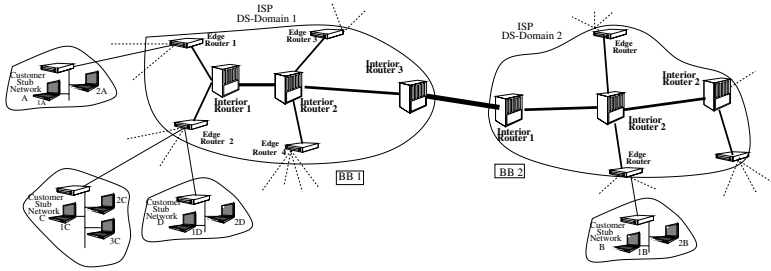 ISP
DS-Domain 1
Edge
Router 1
Edge
Router 3
Interior
Router 3
Interior
Router 1
Interior
Router 2
Edge
Router 2
Edge
Router 4
BB 1
Customer
Stub
Network
A
1A
2A
Customer
Stub
Network
C
1C
2C
3C
Customer
Stub
Network
D
1D
2D
ISP
DS-Domain 2
Edge
Router
Interior
Router 2
Interior
Router 1
Interior
Router 2
Edge
Router
BB 2
Customer
Stub
Network
B
1B
2B